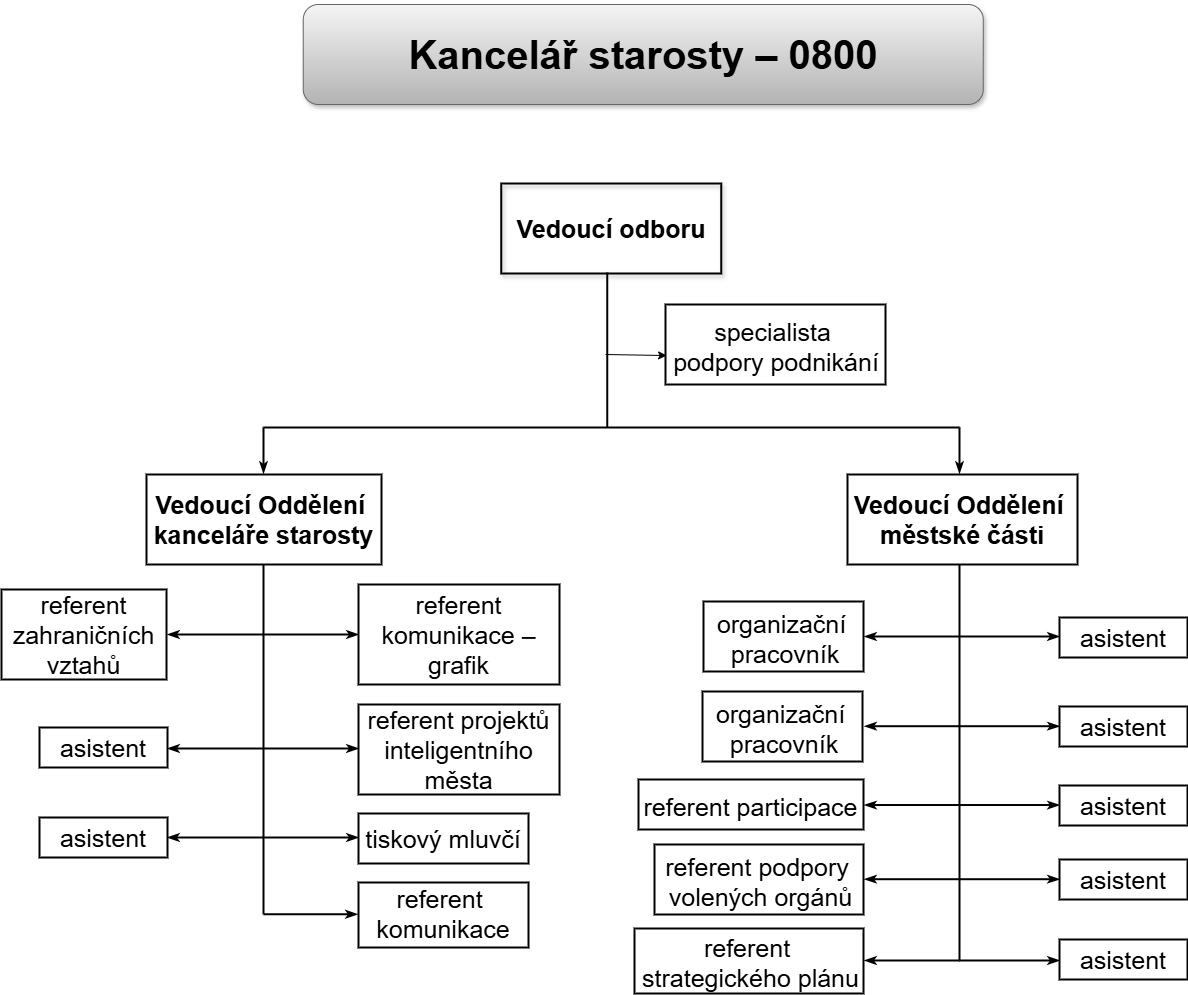 Kancelář starosty – 0800
Vedoucí odboru
specialista
podpory podnikání
Vedoucí Oddělení
kanceláře starosty
referent
zahraničních
vztahů
referent
komunikace –
grafik
asistent
referent projektů
inteligentního
města
asistent
tiskový mluvčí
referent
komunikace
Vedoucí Oddělení
městské části
organizační
pracovník
asistent
organizační
pracovník
asistent
referent participace
asistent
referent podpory
volených orgánů
asistent
referent
strategického plánu
asistent